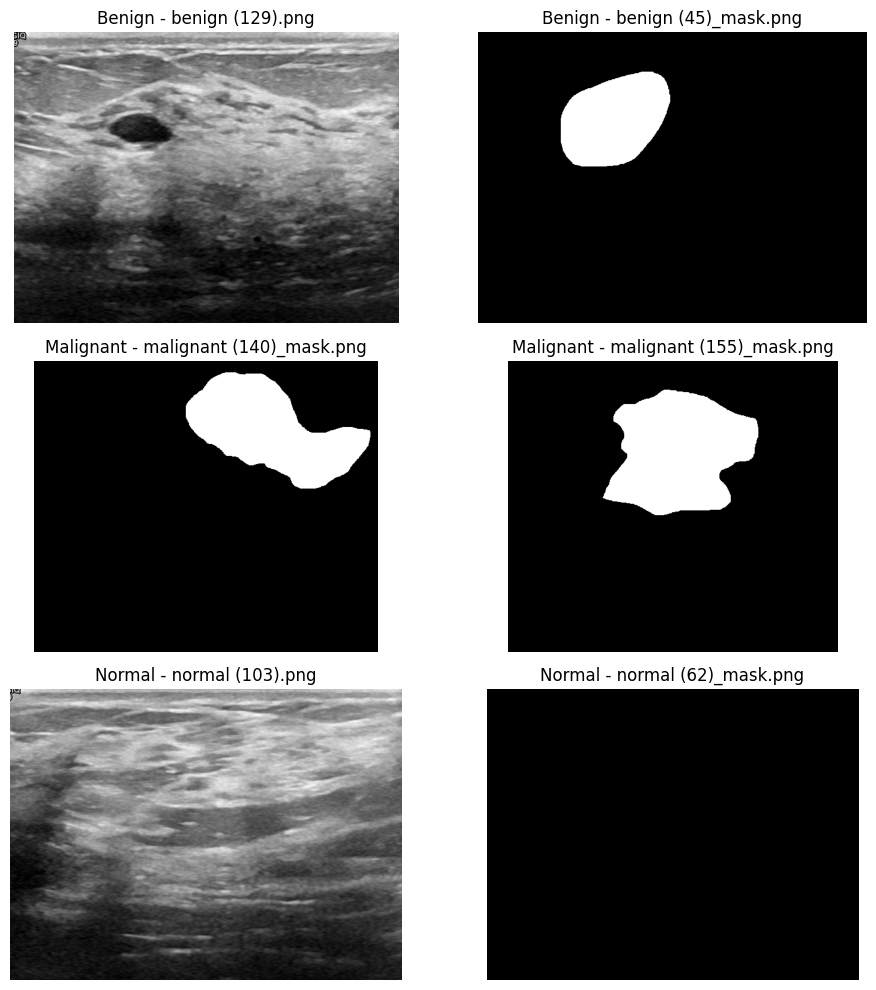 Benign - benign (129).png
Benign - benign (45)_mask.png
Malignant - malignant (140)_mask.png
Malignant - malignant (155)_mask.png
Normal - normal (103).png
Normal - normal (62)_mask.png